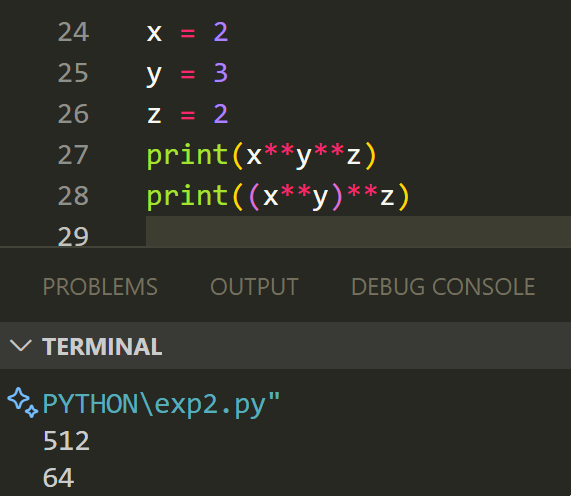 24 x = 2
25 y = 3
26 z = 2
27 print(x**y**z)
28 print((x**y)**z)
29
PROBLEMS OUTPUT DEBUG CONSOLE
TERMINAL
PYTHON\exp2.py"
512
64